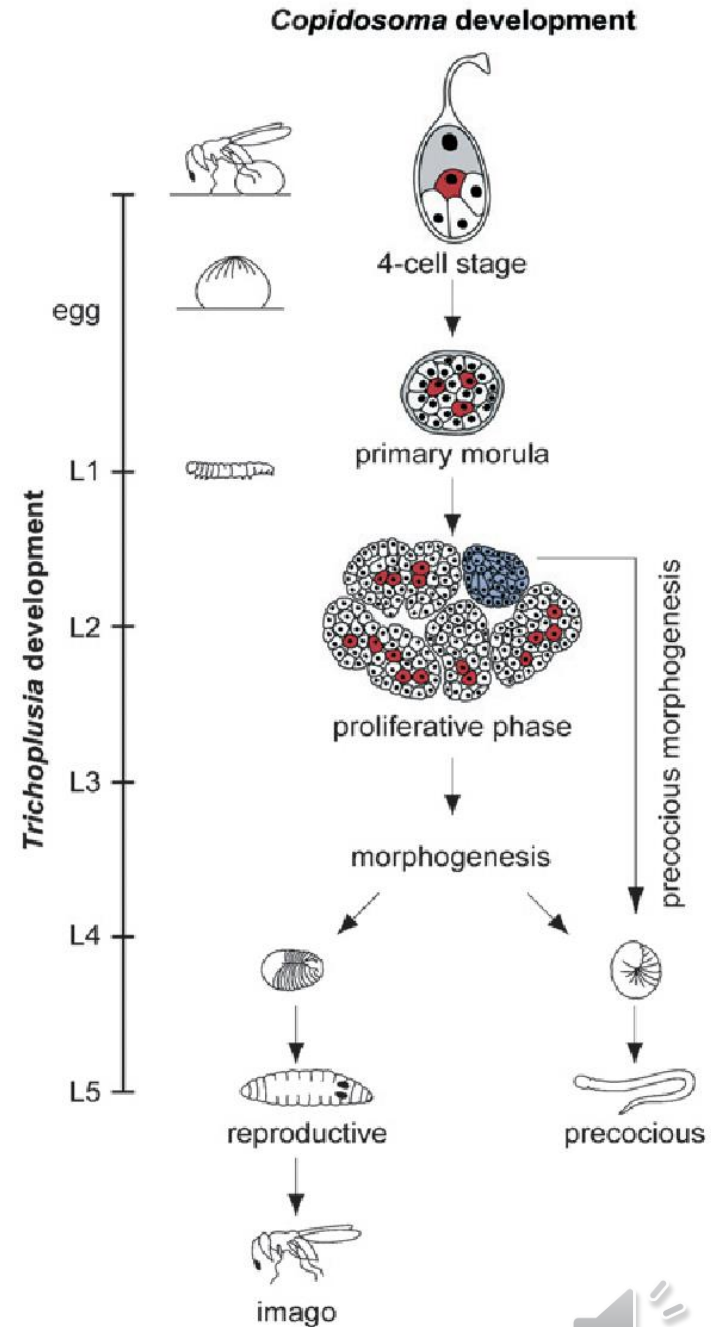 Copidosoma development
4-cell stage
egg
primary morula
L1
Trichoplusia development
L2
proliferative phase
precocious morphogenesis
L3
morphogenesis
L4
L5
reproductive
precocious
imago